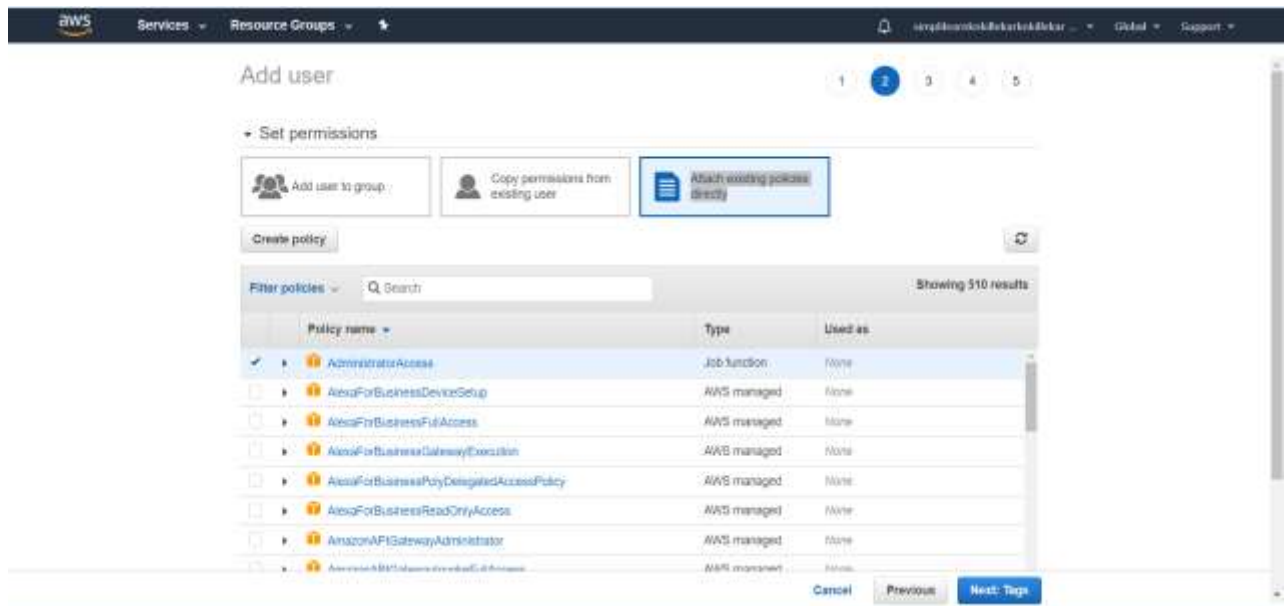 aws Services Resource Groups Global Support
Add user 1 2 3 4 5
Set permissions
Add user to group
Copy permissions from existing user
Attach existing policies directly
Create policy
Filter policies Search Showing 510 results
Policy name Type Used as
AdministratorAccess Job function None
AlexaForBusinessDeviceSetup AWS managed None
AlexaForBusinessFullAccess AWS managed None
AlexaForBusinessGatewayExecution AWS managed None
AlexaForBusinessPolyDelegatedAccessPolicy AWS managed None
AlexaForBusinessReadOnlyAccess AWS managed None
AmazonAPIGatewayAdministrator AWS managed None
AWS managed None
Cancel Previous Next: Tags